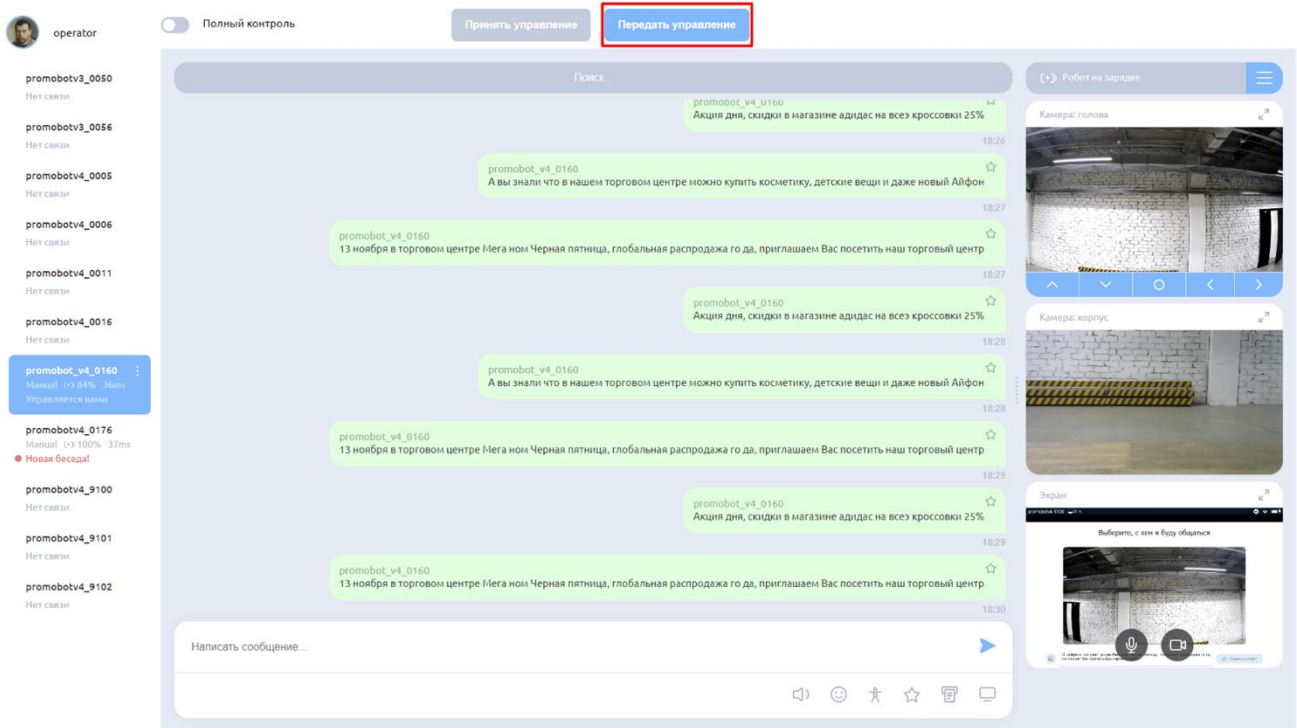 operator
Полный контроль
Принять управление
Передать управление
promobotv3_0050
Нет связи
promobotv3_0056
Нет связи
promobotv4_0005
Нет связи
promobotv4_0006
Нет связи
promobotv4_0011
Нет связи
promobotv4_0016
Нет связи
promobot_v4_0160
Manual 84% 36ms
Управляется вами
promobotv4_0176
Manual 100% 37ms
Новая беседа!
promobotv4_9100
Нет связи
promobotv4_9101
Нет связи
promobotv4_9102
Нет связи
Поиск
promobot_v4_0160
Акция дня, скидки в магазине адидас на всез кроссовки 25%
18:26
promobot_v4_0160
А вы знали что в нашем торговом центре можно купить косметику, детские вещи и даже новый Айфон
18:27
promobot_v4_0160
13 ноября в торговом центре Мега ном Черная пятница, глобальная распродажа го да, приглашаем Вас посетить наш торговый центр
18:27
promobot_v4_0160
Акция дня, скидки в магазине адидас на всез кроссовки 25%
18:28
promobot_v4_0160
А вы знали что в нашем торговом центре можно купить косметику, детские вещи и даже новый Айфон
18:28
promobot_v4_0160
13 ноября в торговом центре Мега ном Черная пятница, глобальная распродажа го да, приглашаем Вас посетить наш торговый центр
18:29
promobot_v4_0160
Акция дня, скидки в магазине адидас на всез кроссовки 25%
18:29
promobot_v4_0160
13 ноября в торговом центре Мега ном Черная пятница, глобальная распродажа го да, приглашаем Вас посетить наш торговый центр
18:30
Написать сообщение...
Робот на зарядке
Камера: голова
Камера: корпус
Экран
Выберите, с кем я буду общаться